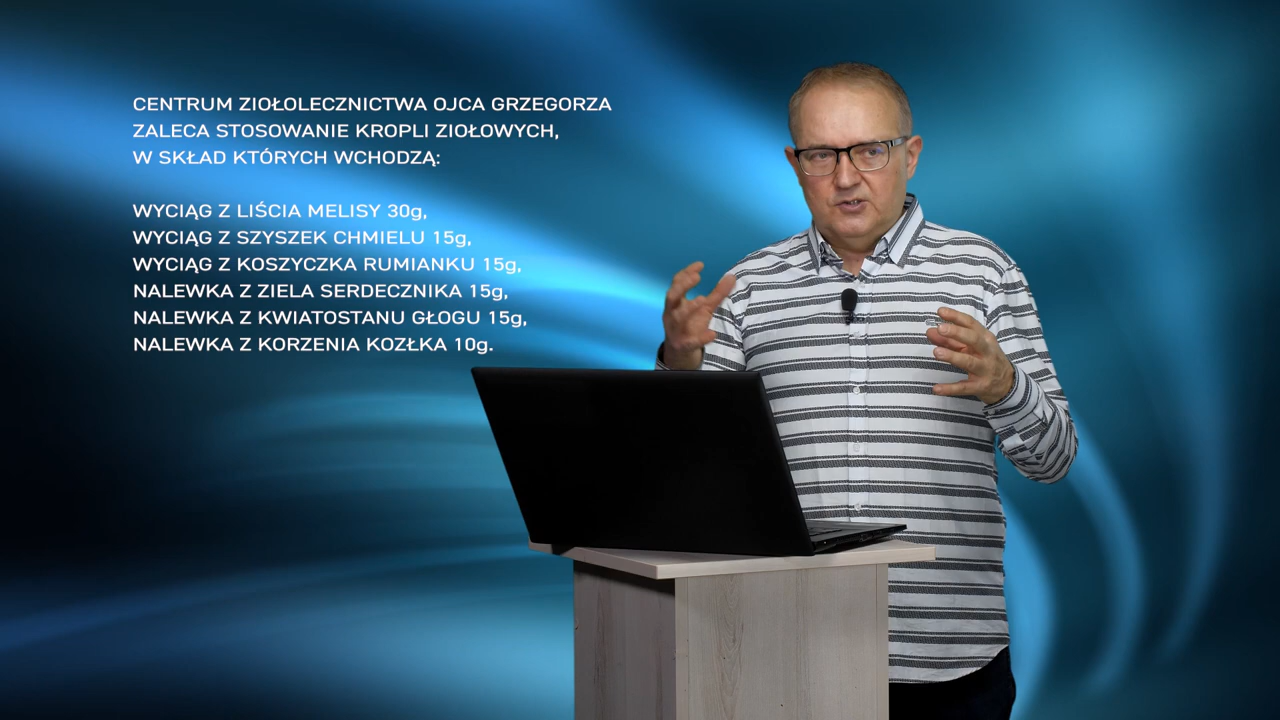 CENTRUM ZIOŁOLECZNICTWA OJCA GRZEGORZA
ZALECA STOSOWANIE KROPLI ZIOŁOWYCH,
W SKŁAD KTÓRYCH WCHODZĄ:
WYCIĄG Z LIŚCIA MELISY 30g,
WYCIĄG Z SZYSZEK CHMIELU 15g,
WYCIĄG Z KOSZYCZKA RUMIANKU 15g,
NALEWKA Z ZIELA SERDECZNIKA 15g,
NALEWKA Z KWIATOSTANU GŁOGU 15g,
NALEWKA Z KORZENIA KOZŁKA 10g.